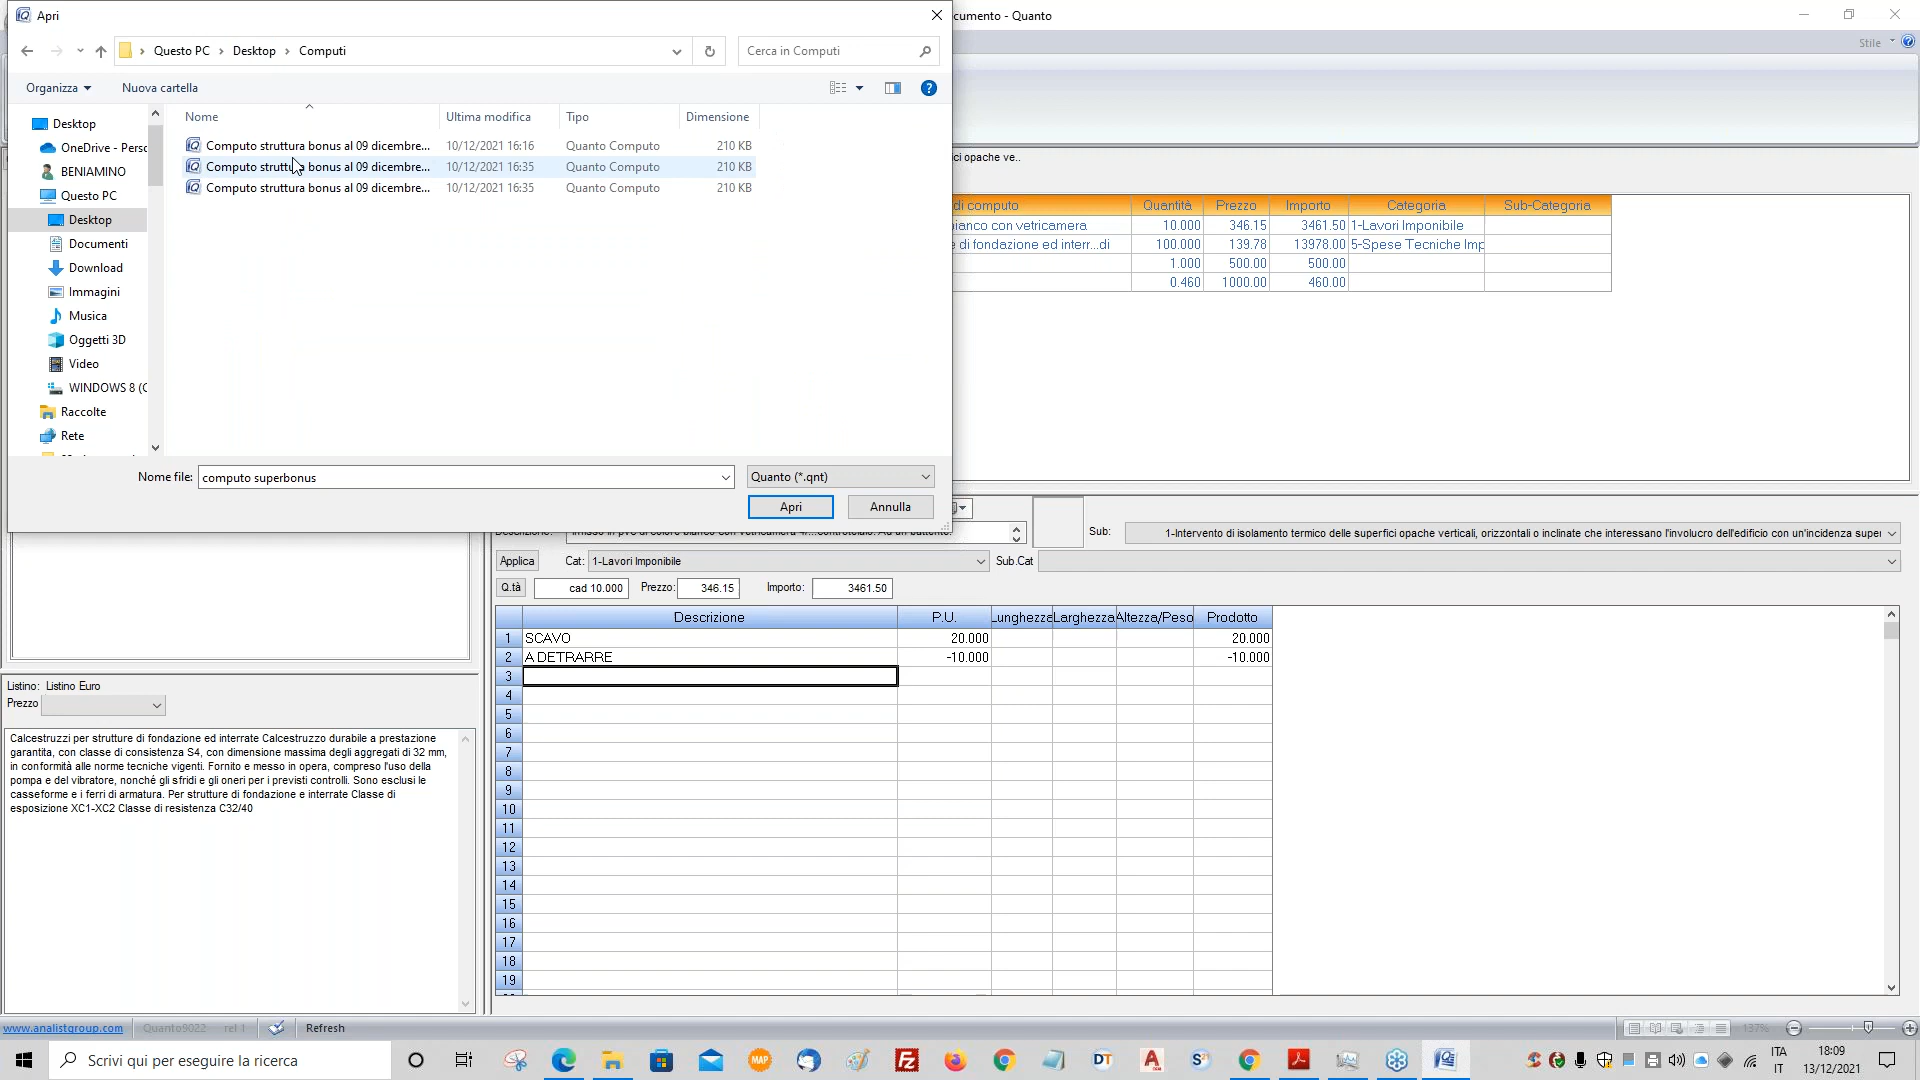 Apri
cumento - Quanto
Stile
Questo PC > Desktop > Computi
Cerca in Computi
Organizza
Nuova cartella
Nome
Ultima modifica
Tipo
Dimensione
Computo struttura bonus al 09 dicembre... 10/12/2021 16:16 Quanto Computo 210 KB
Computo struttura bonus al 09 dicembre... 10/12/2021 16:35 Quanto Computo 210 KB
Computo struttura bonus al 09 dicembre... 10/12/2021 16:35 Quanto Computo 210 KB
Desktop
OneDrive - Perso
BENIAMINO
Questo PC
Desktop
Documenti
Download
Immagini
Musica
Oggetti 3D
Video
WINDOWS 8 (C
Raccolte
Rete
Nome file: computo superbonus
Quanto (*.qnt)
Apri
Annulla
ci opache ve..
di computo Quantità Prezzo Importo Categoria Sub-Categoria
ianco con vetricamera 10.000 346.15 3461.50 1-Lavori Imponibile
e di fondazione ed interr...di 100.000 139.78 13978.00 5-Spese Tecniche Imp
1.000 500.00 500.00
0.460 1000.00 460.00
Sub: 1-Intervento di isolamento termico delle superfici opache verticali, orizzontali o inclinate che interessano l'involucro dell'edificio con un'incidenza super
Applica
Cat: 1-Lavori Imponibile
Sub.Cat
Q.tà cad 10.000 Prezzo: 346.15 Importo: 3461.50
Descrizione P.U. Lunghezza Larghezza Altezza/Peso Prodotto
1 SCAVO 20.000 20.000
2 A DETRARRE -10.000 -10.000
3
4
5
6
7
8
9
10
11
12
13
14
15
16
17
18
19
Listino: Listino Euro
Prezzo
Calcestruzzi per strutture di fondazione ed interrate Calcestruzzo durabile a prestazione
garantita, con classe di consistenza S4, con dimensione massima degli aggregati di 32 mm,
in conformità alle norme tecniche vigenti. Fornito e messo in opera, compreso l'uso della
pompa e del vibratore, nonché gli sfridi e gli oneri per i previsti controlli. Sono esclusi le
casseforme e i ferri di armatura. Per strutture di fondazione e interrate Classe di
esposizione XC1-XC2 Classe di resistenza C32/40
www.analistgroup.com
Quanto9022 rel 1
Refresh
137%
Scrivi qui per eseguire la ricerca
MAP
DT
ITA
IT
18:09
13/12/2021